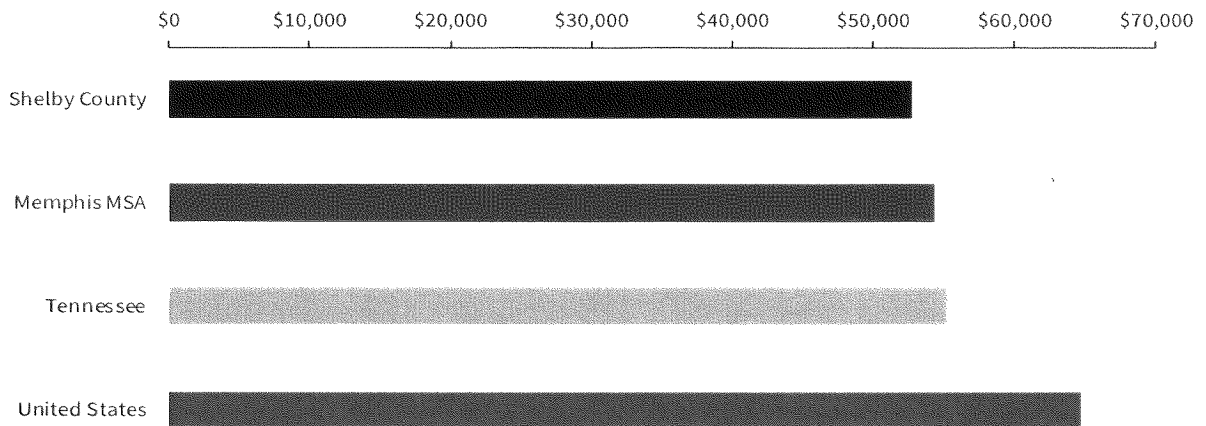 $0 $10,000 $20,000 $30,000 $40,000 $50,000 $60,000 $70,000
Shelby County
Memphis MSA
Tennessee
United States